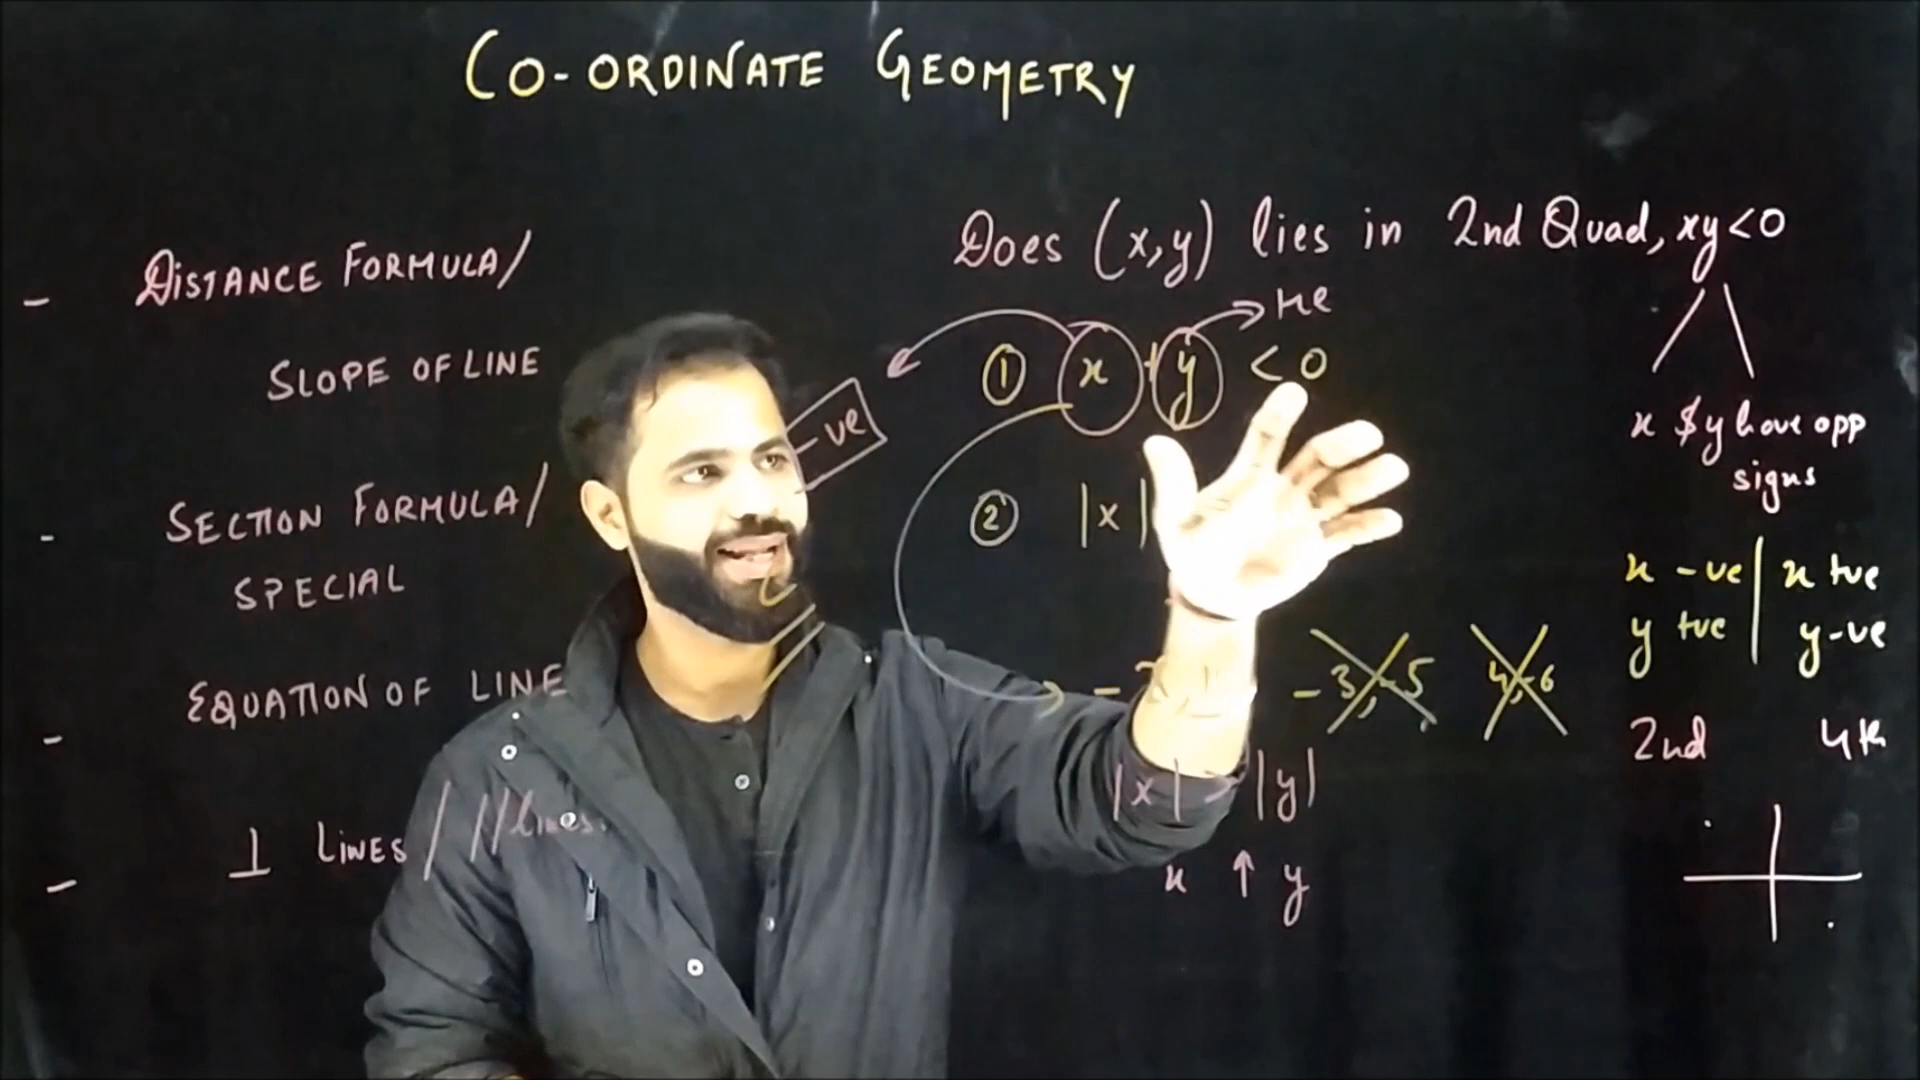 CO-ORDINATE GEOMETRY
- DISTANCE FORMULA/
SLOPE OF LINE
- SECTION FORMULA/
SPECIAL
- EQUATION OF LINE
- ⊥ LINES / //lines.
Does (x,y) lies in 2nd Quad, xy<0
+ve
① x + y < 0
-ve
② |x|
-3,-5 4,-6
|x| > |y|
x ↑ y
x & y have opp
signs
x -ve | x +ve
y +ve | y -ve
2nd 4th